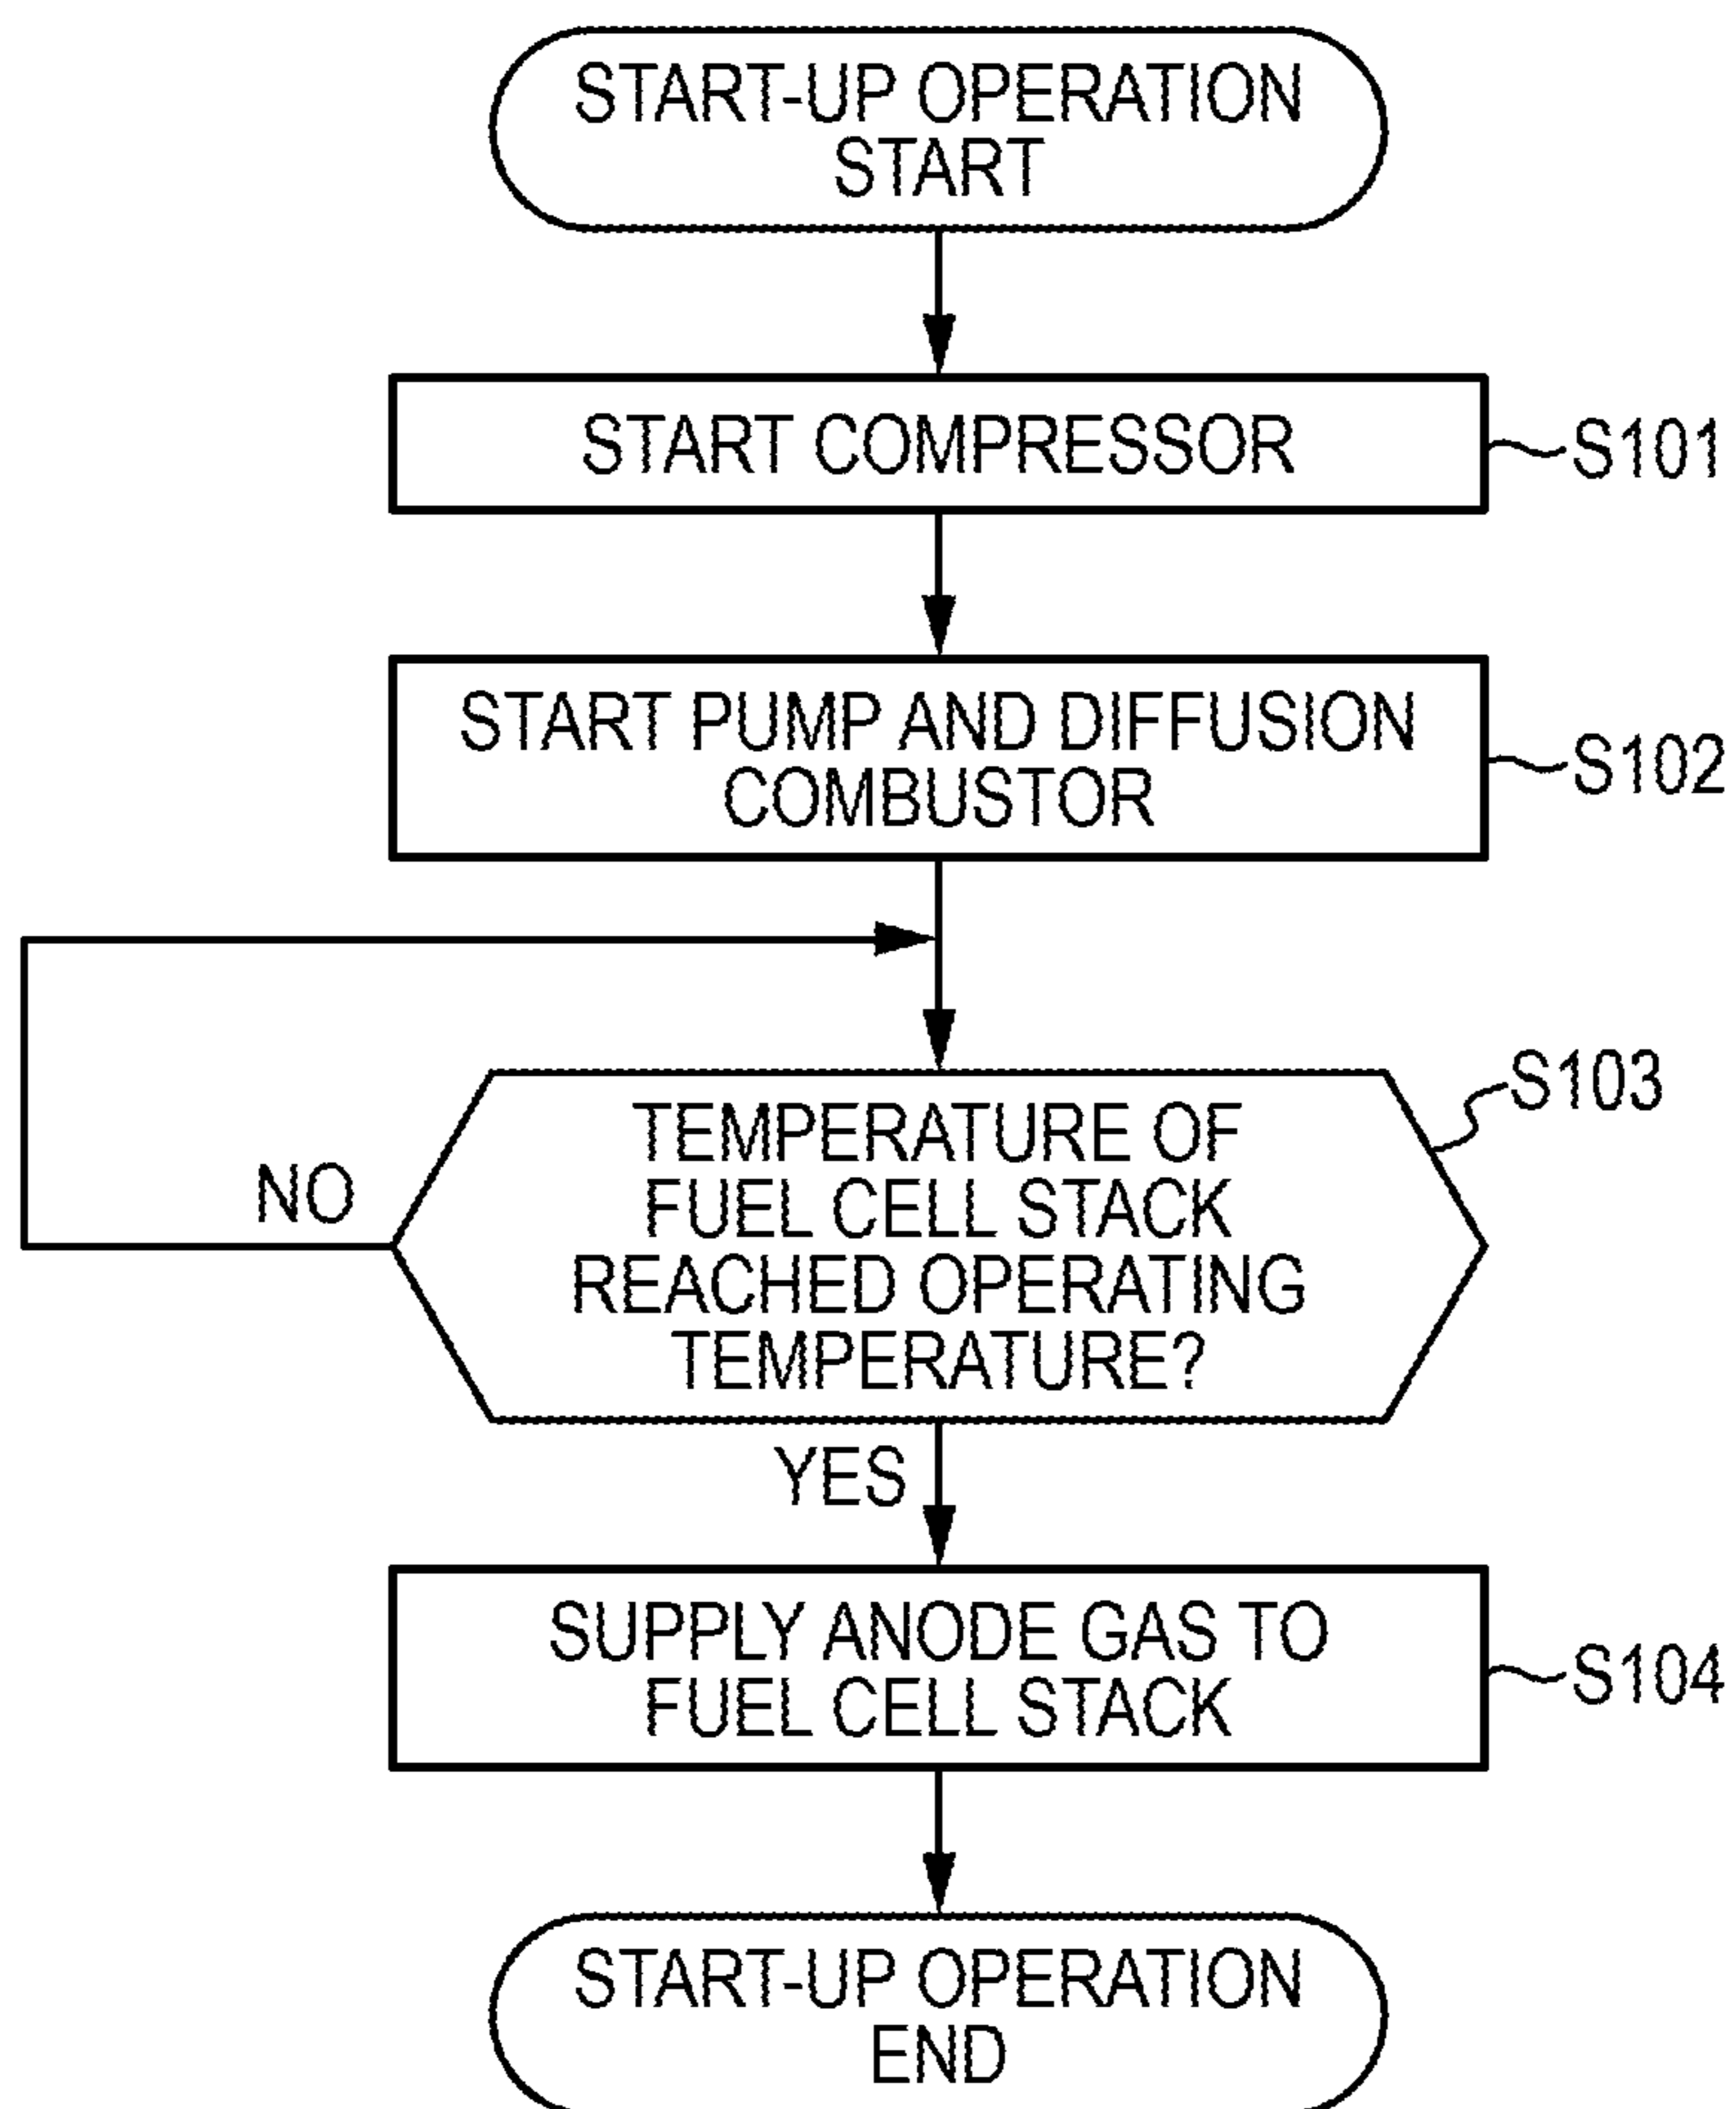 START-UP OPERATION
START
START COMPRESSOR
S101
START PUMP AND DIFFUSION
COMBUSTOR
S102
S103
TEMPERATURE OF
FUEL CELL STACK
REACHED OPERATING
TEMPERATURE?
NO
YES
SUPPLY ANODE GAS TO
FUEL CELL STACK
S104
START-UP OPERATION
END